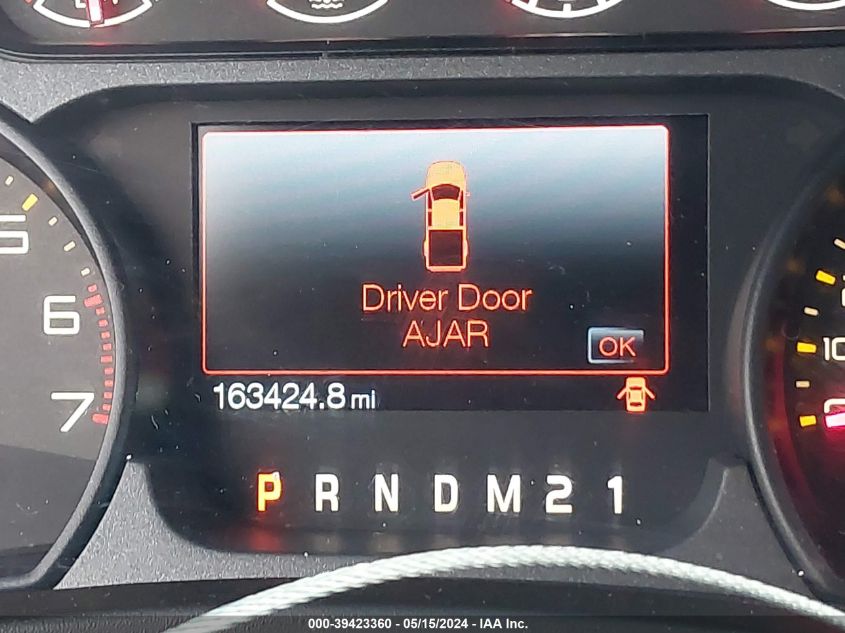 5
6
7
Driver Door
AJAR
OK
163424.8 mi
P R N D M 2 1
000-39423360 - 05/15/2024 - IAA Inc.